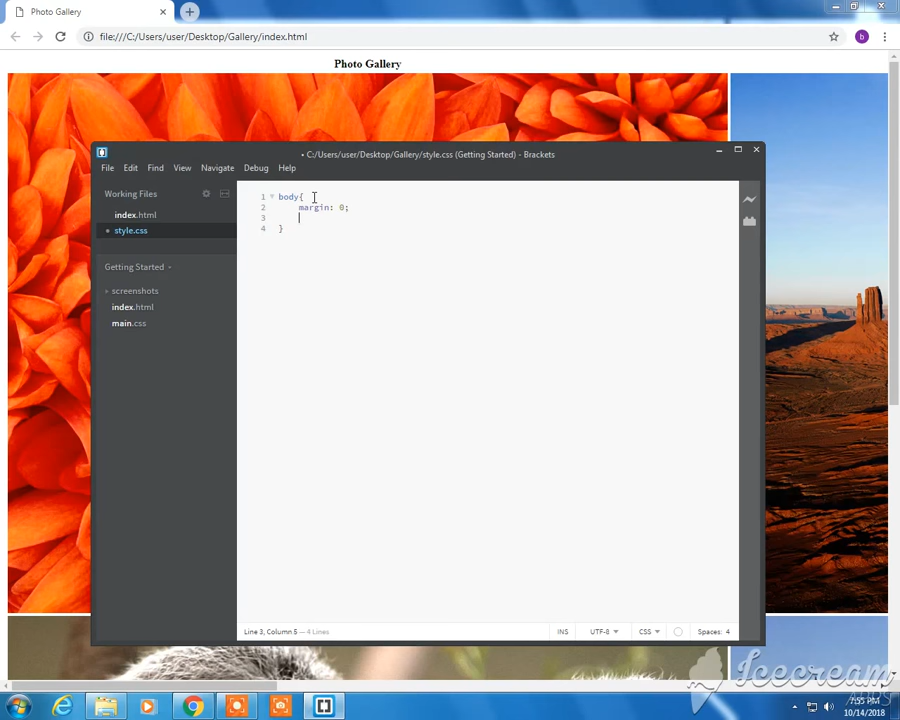 Photo Gallery
file:///C:/Users/user/Desktop/Gallery/index.html
b
Photo Gallery
• C:/Users/user/Desktop/Gallery/style.css (Getting Started) - Brackets
File Edit Find View Navigate Debug Help
Working Files
index.html
• style.css
Getting Started
screenshots
index.html
main.css
1 body{
2 margin: 0;
3
4 }
Line 3, Column 5 — 4 Lines
INS UTF-8 CSS Spaces: 4
Icecream
APPS
7:55 PM
10/14/2018